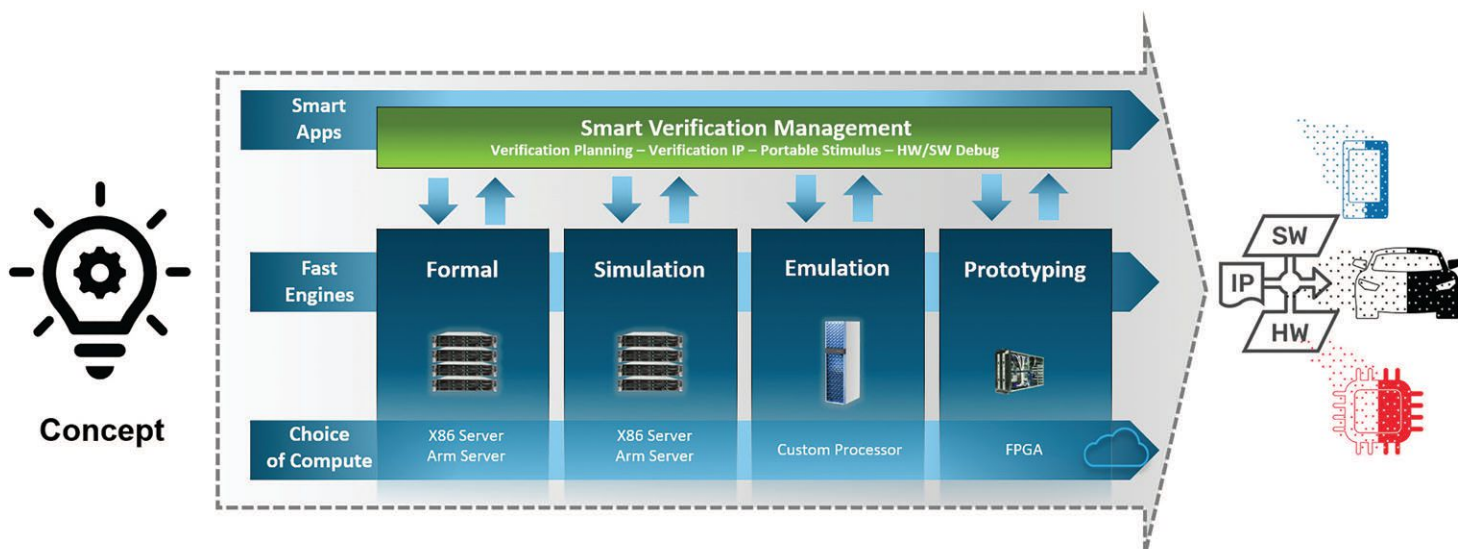 Concept
Smart
Apps
Smart Verification Management
Verification Planning – Verification IP – Portable Stimulus – HW/SW Debug
Fast
Engines
Formal
Simulation
Emulation
Prototyping
Choice
of Compute
X86 Server
Arm Server
X86 Server
Arm Server
Custom Processor
FPGA
SW
IP
HW